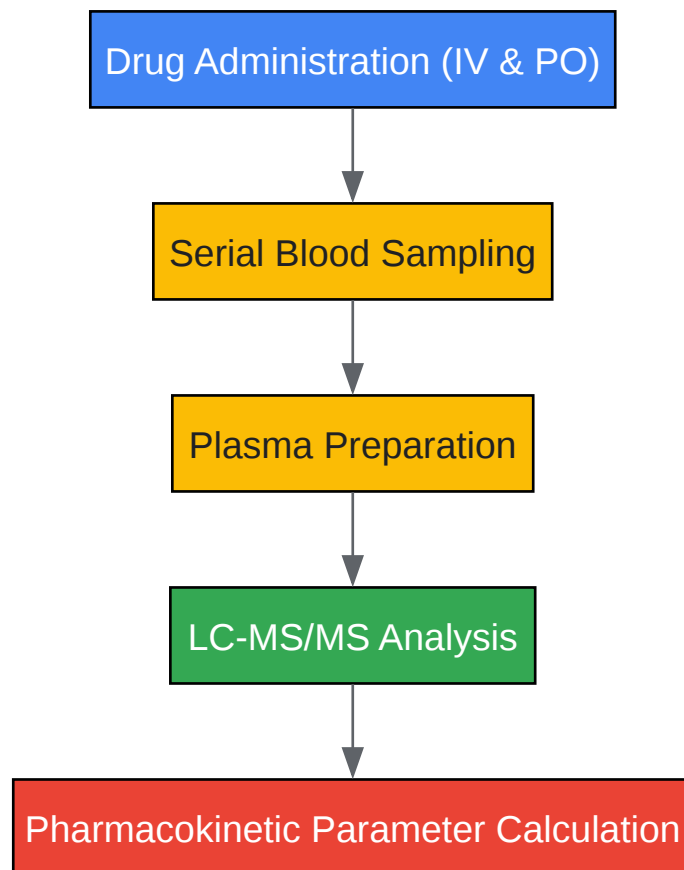 Drug Administration (IV & PO)
Serial Blood Sampling
Plasma Preparation
LC-MS/MS Analysis
Pharmacokinetic Parameter Calculation